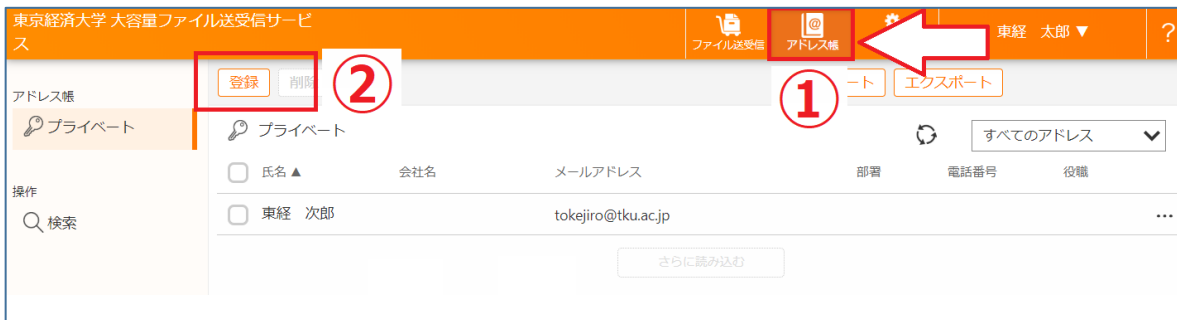 東京経済大学 大容量ファイル送受信サービ
ス
ファイル送受信
アドレス帳
東経 太郎 ▼
?
①
②
登録
削除
ート
エクスポート
アドレス帳
プライベート
操作
検索
プライベート
すべてのアドレス
氏名▲ 会社名 メールアドレス 部署 電話番号 役職
東経 次郎 tokejiro@tku.ac.jp ...
さらに読み込む